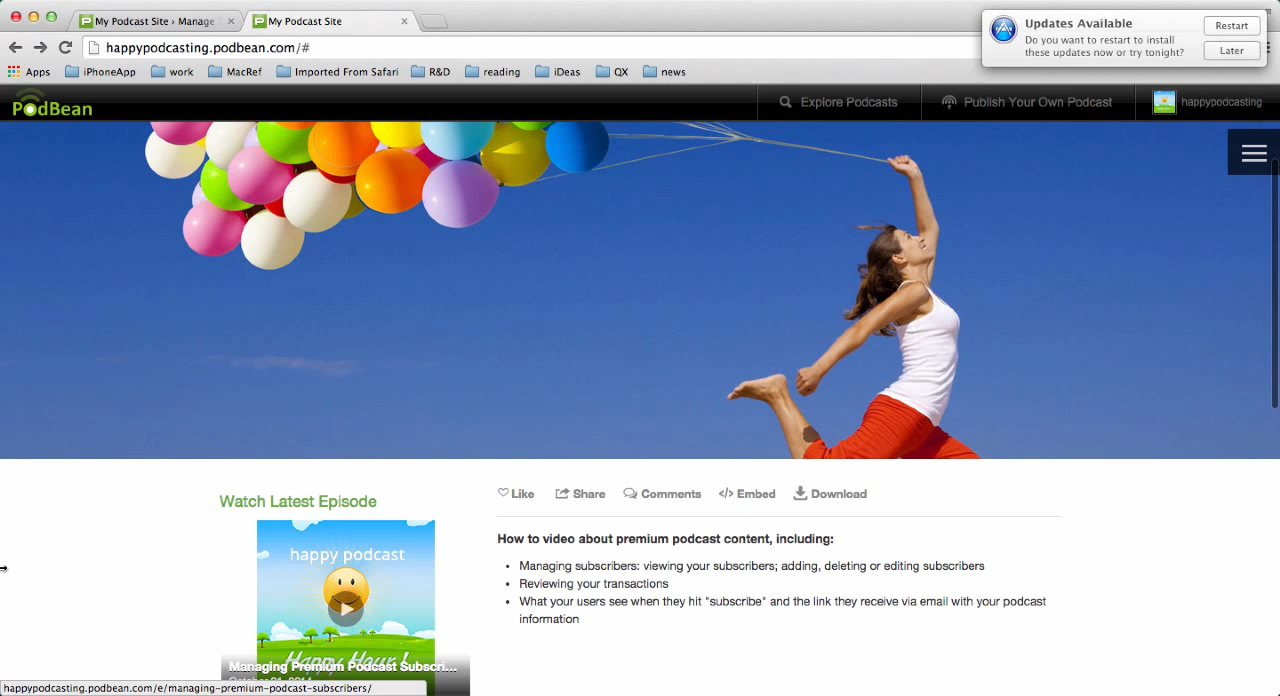 My Podcast Site › Manage
My Podcast Site
happypodcasting.podbean.com/#
Updates Available
Do you want to restart to install
these updates now or try tonight?
Restart
Later
Apps
iPhoneApp
work
MacRef
Imported From Safari
R&D
reading
iDeas
QX
news
PodBean
Explore Podcasts
Publish Your Own Podcast
happypodcasting
Watch Latest Episode
happy podcast
Happy Hour!
Managing Premium Podcast Subscri...
Like
Share
Comments
Embed
Download
How to video about premium podcast content, including:
• Managing subscribers: viewing your subscribers; adding, deleting or editing subscribers
• Reviewing your transactions
• What your users see when they hit "subscribe" and the link they receive via email with your podcast
information
happypodcasting.podbean.com/e/managing-premium-podcast-subscribers/